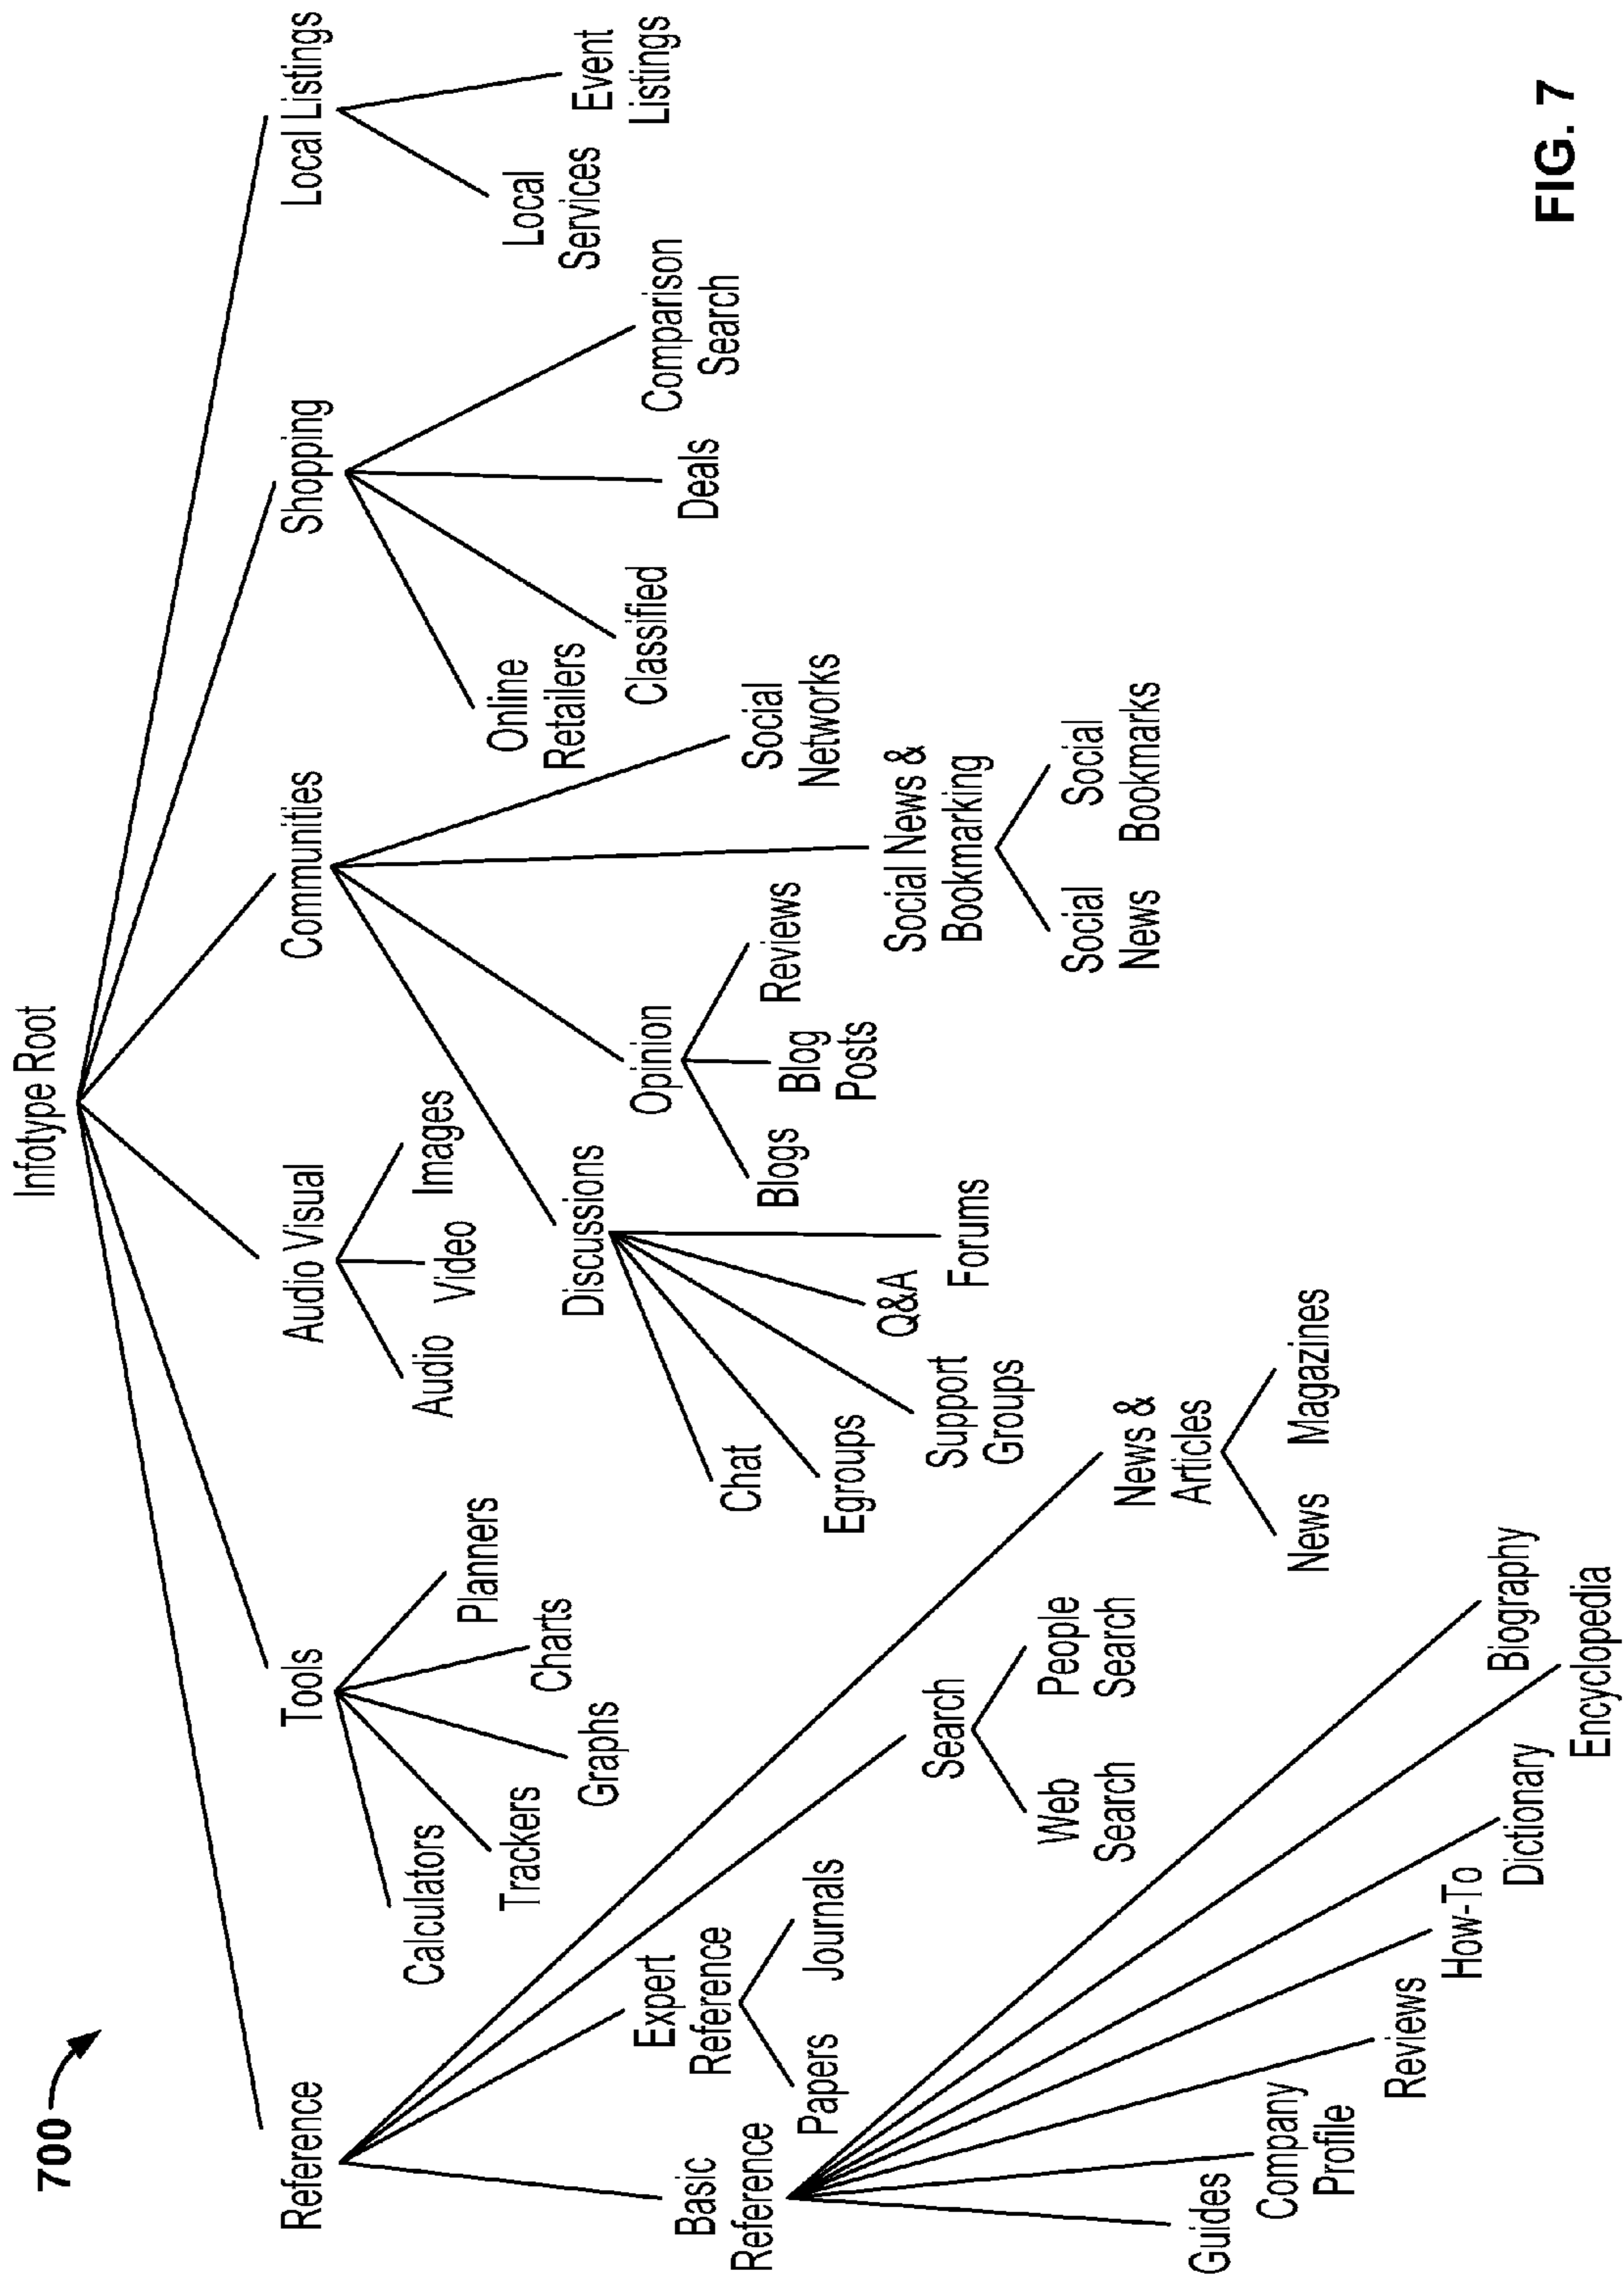 700
Infotype Root
Reference
Tools
Audio Visual
Communities
Shopping
Local Listings
Calculators
Trackers
Graphs
Charts
Planners
Audio
Video
Images
Discussions
Chat
Egroups
Support
Groups
Q&A
Forums
Opinion
Blogs
Blog
Posts
Reviews
Social News &
Bookmarking
Social
News
Social
Bookmarks
Social
Networks
Online
Retailers
Classified
Deals
Comparison
Search
Local
Services
Event
Listings
Basic
Reference
Expert
Reference
Papers
Journals
Search
Web
Search
People
Search
News &
Articles
News
Magazines
Guides
Company
Profile
Reviews
How-To
Dictionary
Encyclopedia
Biography
FIG. 7